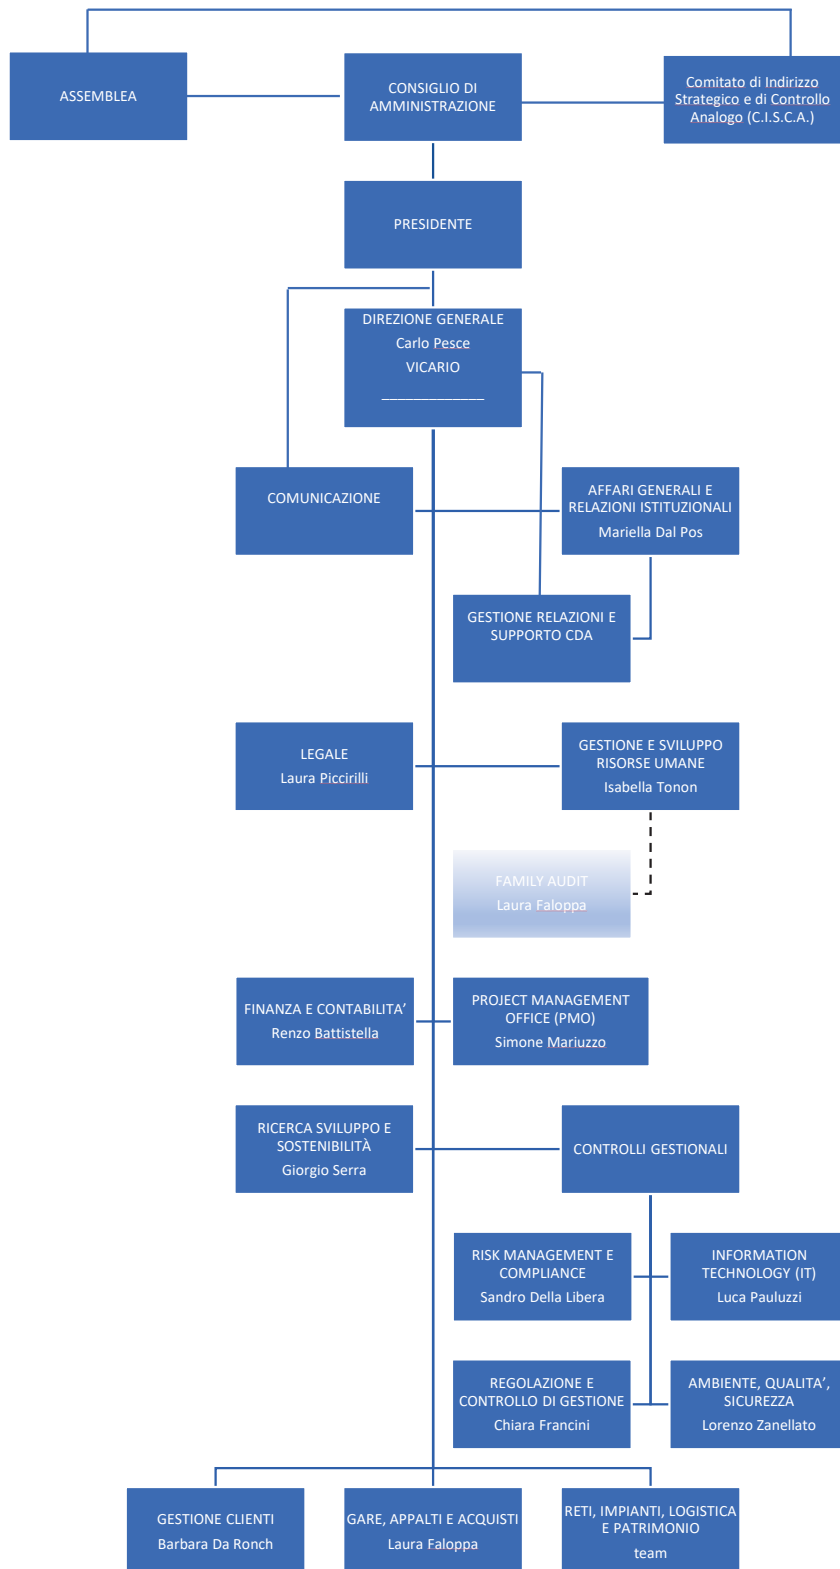 ASSEMBLEA
CONSIGLIO DI
AMMINISTRAZIONE
Comitato di Indirizzo
Strategico e di Controllo
Analogo (C.I.S.C.A.)
PRESIDENTE
DIREZIONE GENERALE
Carlo Pesce
VICARIO
_____________
COMUNICAZIONE
AFFARI GENERALI E
RELAZIONI ISTITUZIONALI
Mariella Dal Pos
GESTIONE RELAZIONI E
SUPPORTO CDA
LEGALE
Laura Piccirilli
GESTIONE E SVILUPPO
RISORSE UMANE
Isabella Tonon
FAMILY AUDIT
Laura Faloppa
FINANZA E CONTABILITA’
Renzo Battistella
PROJECT MANAGEMENT
OFFICE (PMO)
Simone Mariuzzo
RICERCA SVILUPPO E
SOSTENIBILITÀ
Giorgio Serra
CONTROLLI GESTIONALI
RISK MANAGEMENT E
COMPLIANCE
Sandro Della Libera
INFORMATION
TECHNOLOGY (IT)
Luca Pauluzzi
REGOLAZIONE E
CONTROLLO DI GESTIONE
Chiara Francini
AMBIENTE, QUALITA’,
SICUREZZA
Lorenzo Zanellato
GESTIONE CLIENTI
Barbara Da Ronch
GARE, APPALTI E ACQUISTI
Laura Faloppa
RETI, IMPIANTI, LOGISTICA
E PATRIMONIO
team